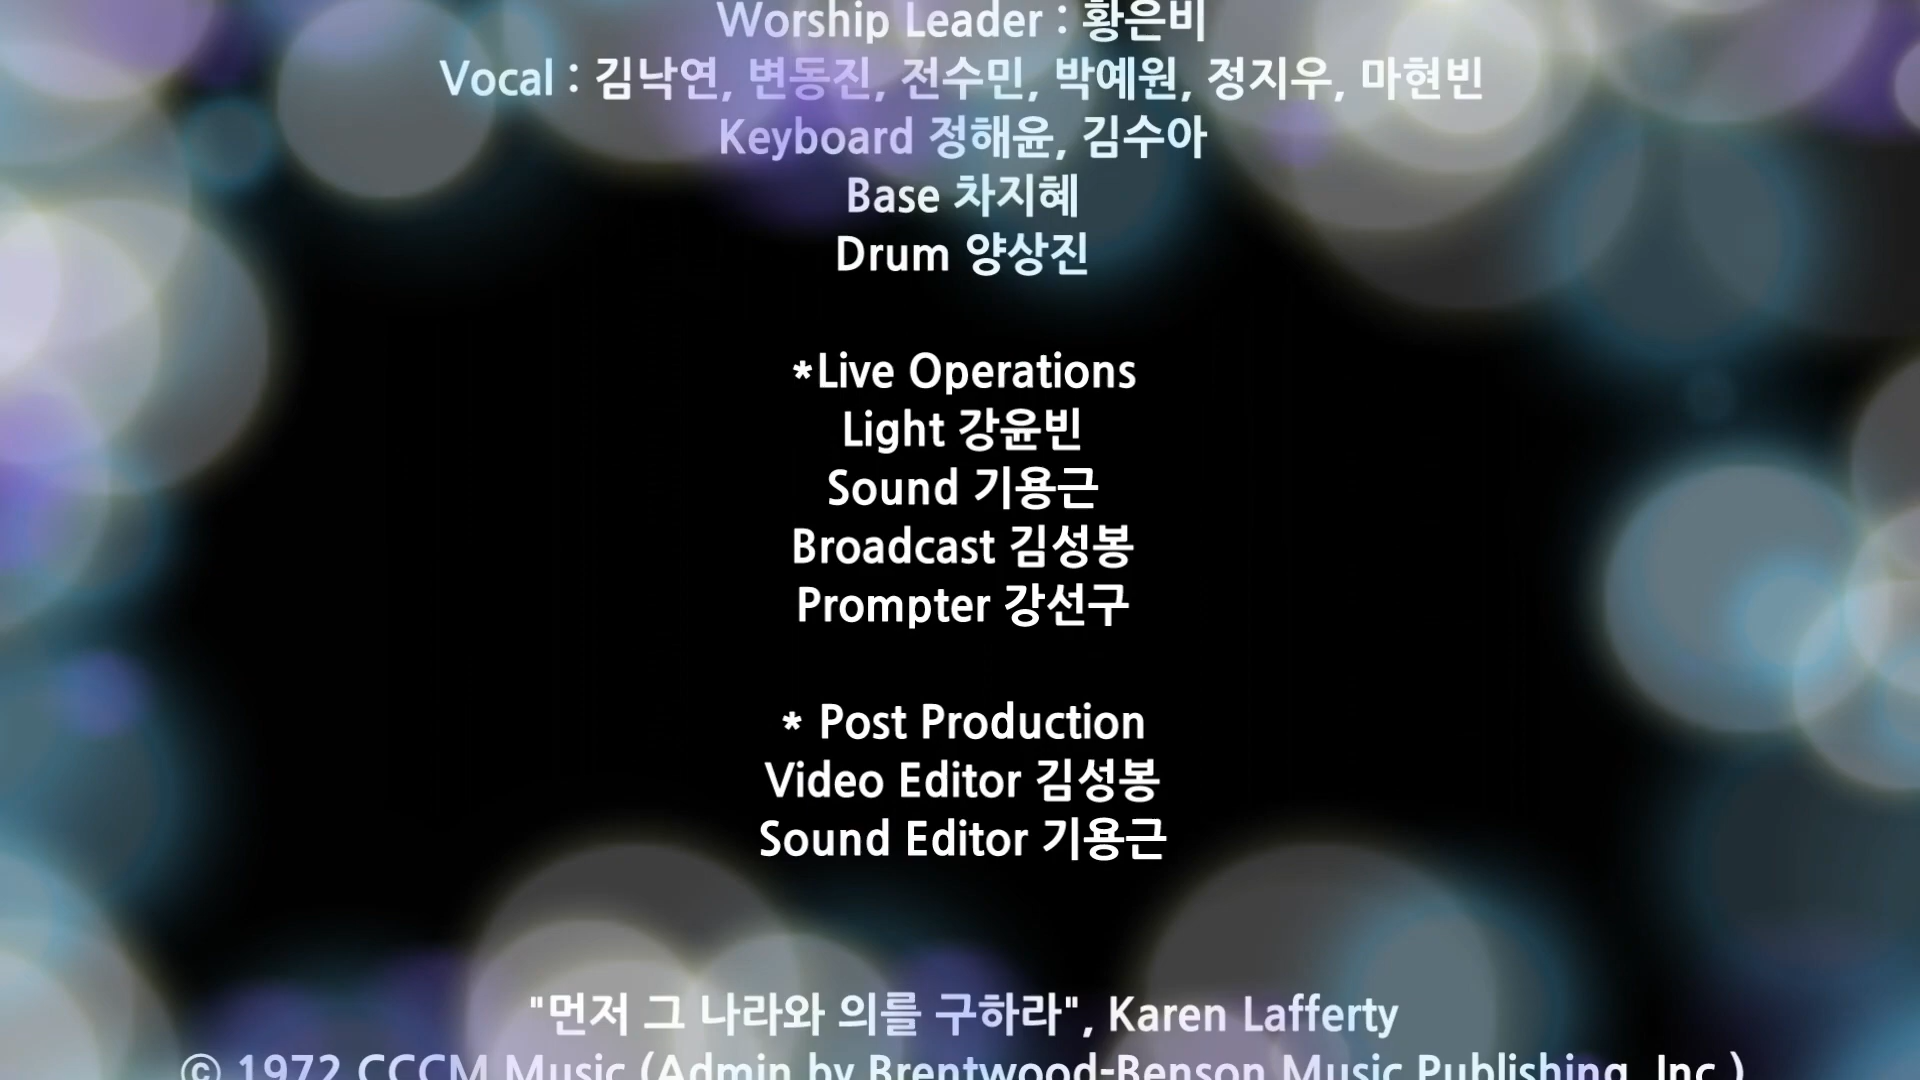 Worship Leader : 황은비
Vocal : 김낙연, 변동진, 전수민, 박예원, 정지우, 마현빈
Keyboard 정해윤, 김수아
Base 차지혜
Drum 양상진
*Live Operations
Light 강윤빈
Sound 기용근
Broadcast 김성봉
Prompter 강선구
* Post Production
Video Editor 김성봉
Sound Editor 기용근
"먼저 그 나라와 의를 구하라", Karen Lafferty
© 1972 CCCM Music (Admin by Brentwood-Benson Music Publishing, Inc.)